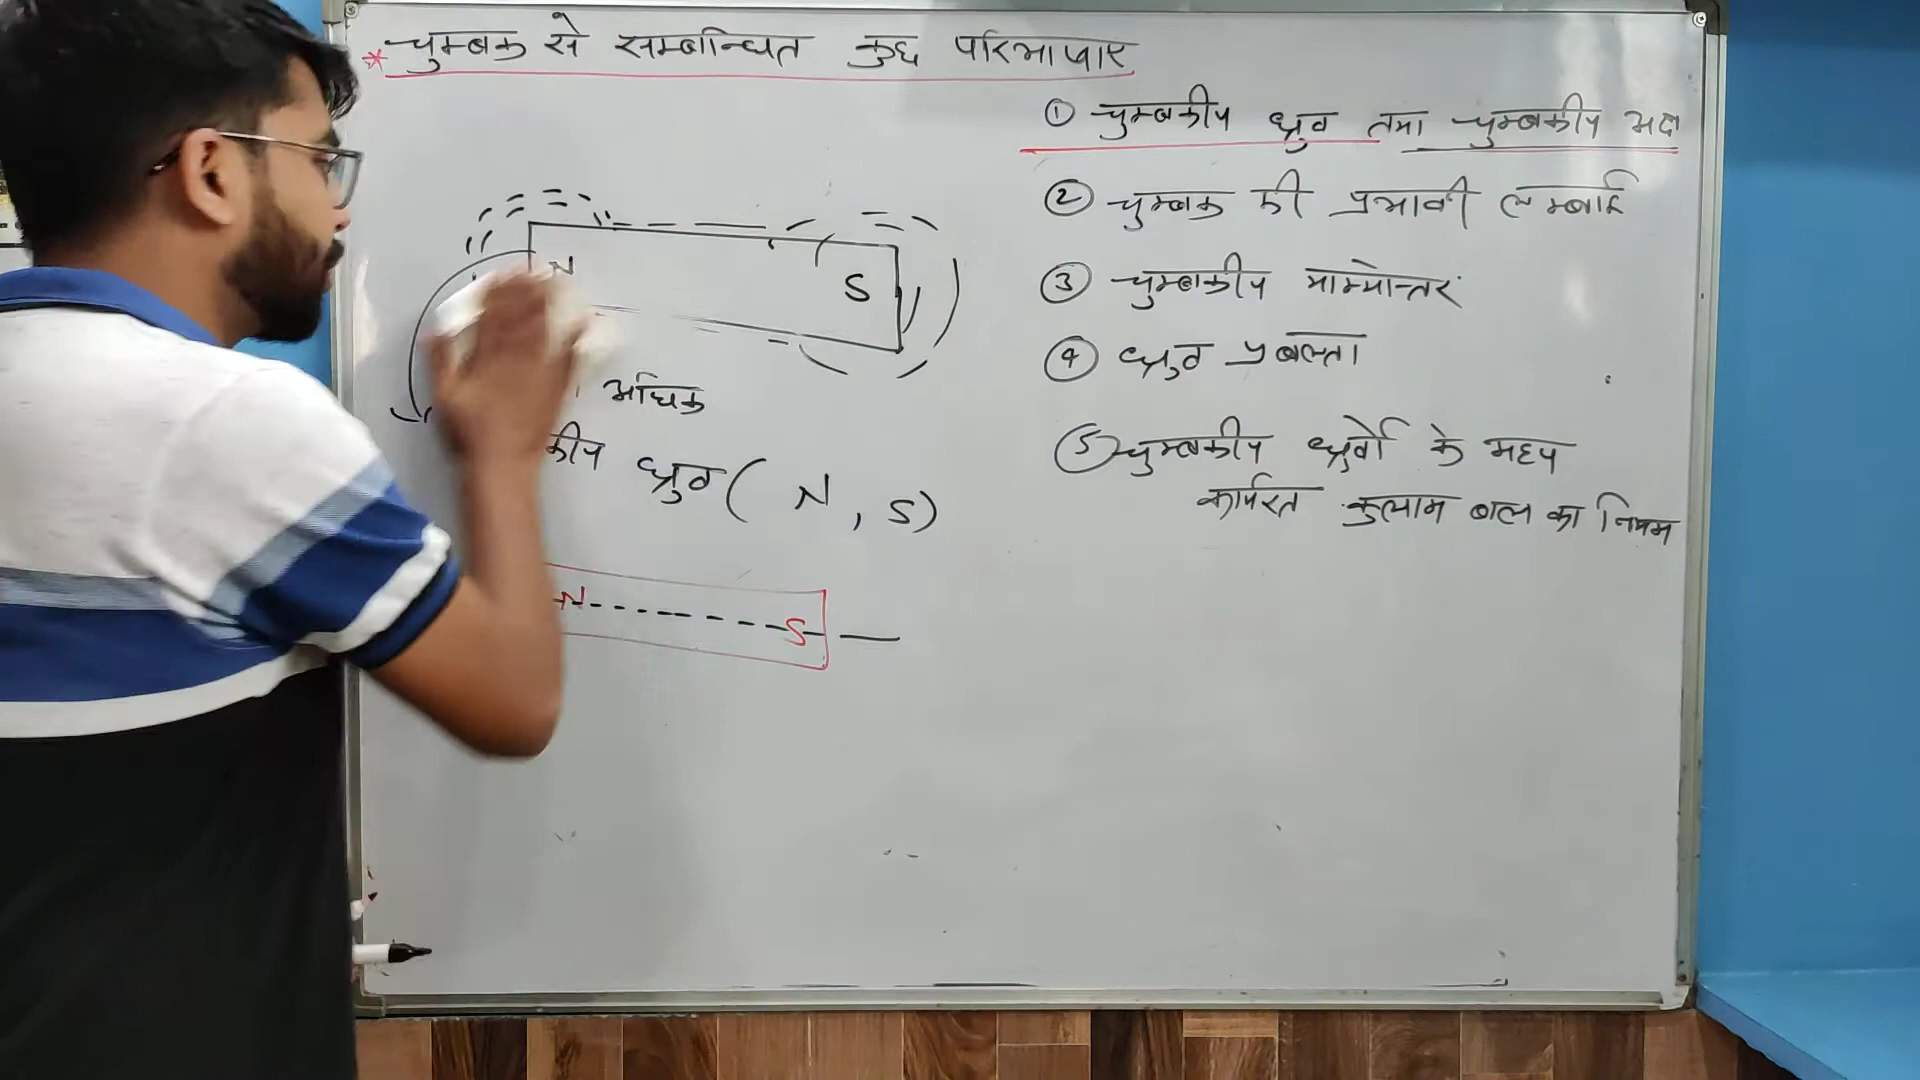 * चुम्बक से सम्बन्धित कुछ परिभाषाए
N
S
अधिक
कीय ध्रुव ( N , S )
N
S
① चुम्बकीय ध्रुव तथा चुम्बकीय अक्ष
② चुम्बक की प्रभावी लम्बाई
③ चुम्बकीय याम्योत्तर
④ ध्रुव प्रबलता
⑤ चुम्बकीय ध्रुवों के मध्य
कार्यरत कुलाम बल का नियम